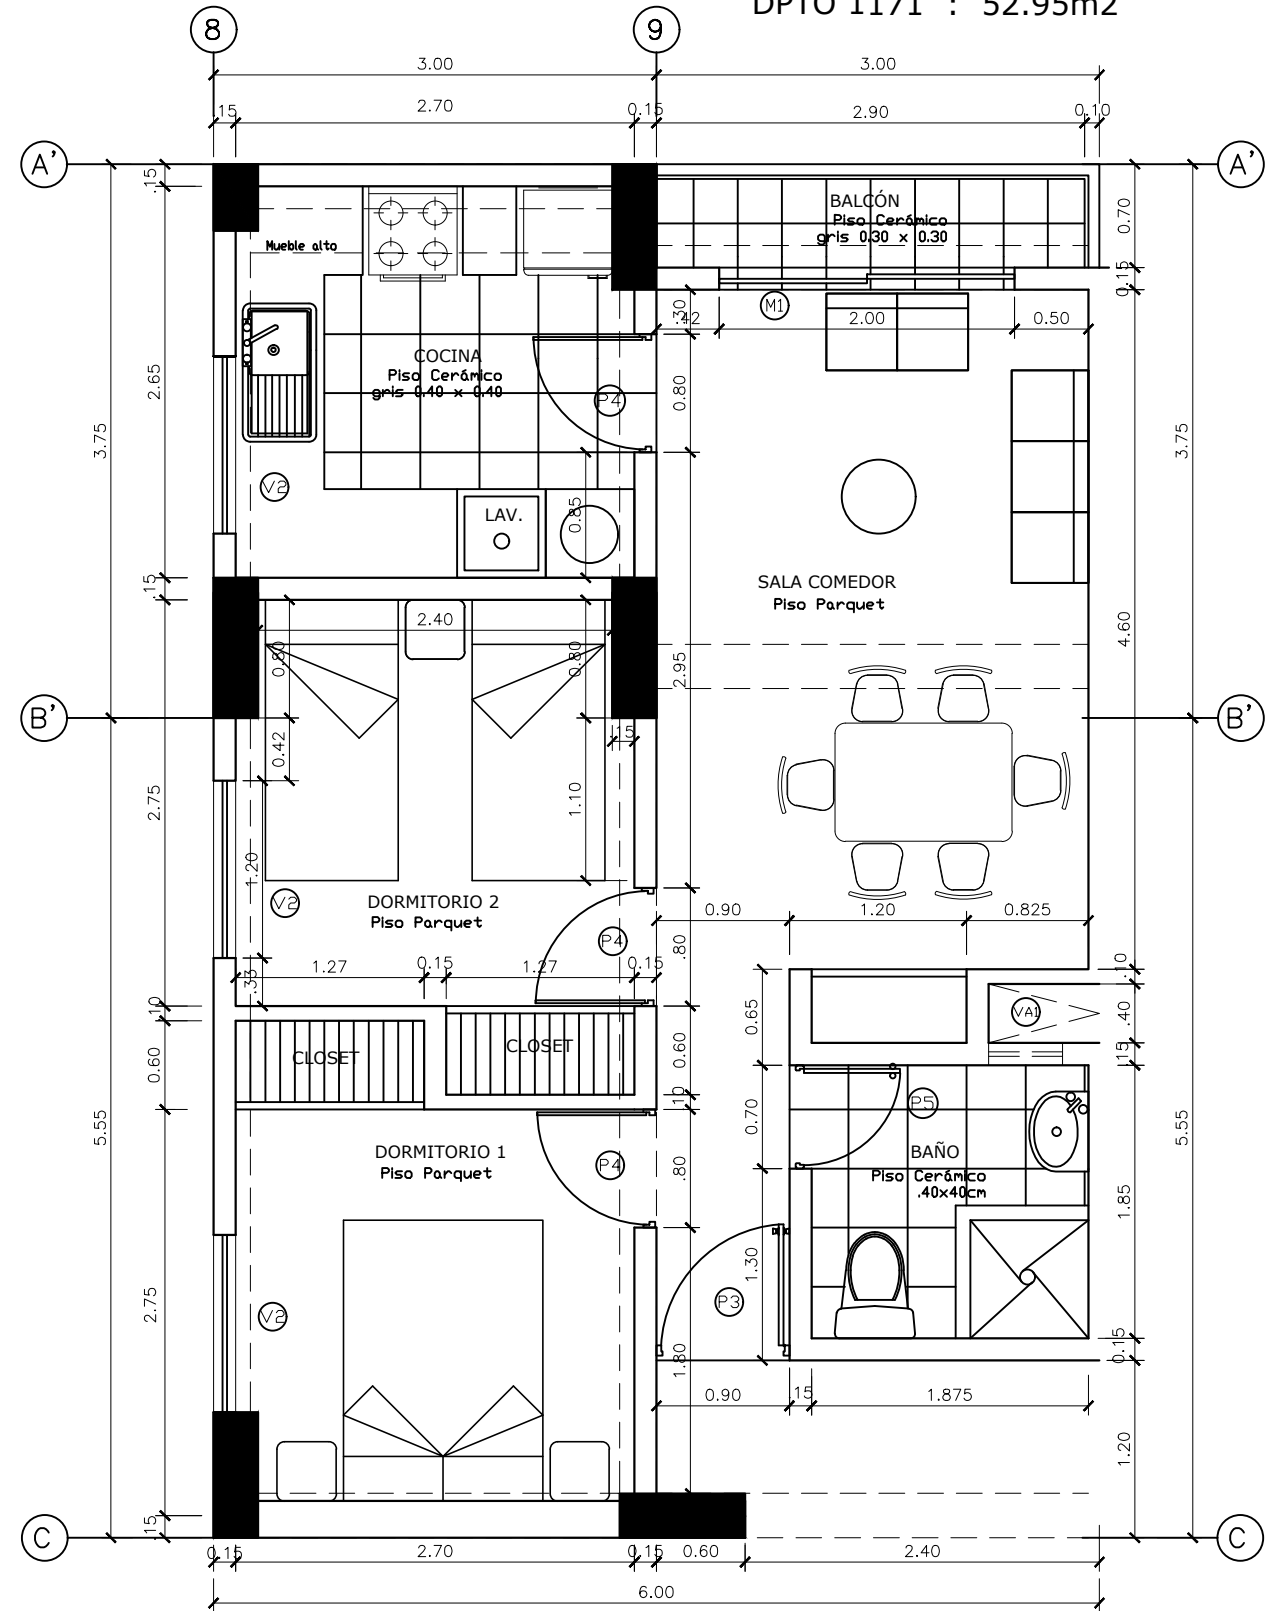 DPTO 1171 : 52.95m2
8
9
3.00
3.00
.15
2.70
0.15
2.90
0.10
A'
A'
.15
0.70
BALCÓN
Piso Cerámico
gris 0.30 x 0.30
Mueble alto
0.15
M1
.30
.42
2.00
0.50
COCINA
Piso Cerámico
gris 0.40 x 0.40
P4
0.80
2.65
3.75
3.75
V2
LAV.
0.85
SALA COMEDOR
Piso Parquet
.15
2.40
4.60
0.80
0.80
2.95
B'
B'
.15
0.42
2.75
1.10
1.20
V2
DORMITORIO 2
Piso Parquet
P4
0.90
1.20
0.825
.80
1.27
0.15
1.27
0.15
.33
.10
.10
0.65
.40
VA1
CLOSET
CLOSET
0.60
0.60
.15
.10
P5
0.70
5.55
5.55
DORMITORIO 1
Piso Parquet
P4
.80
BAÑO
Piso Cerámico
.40x40cm
1.85
1.30
2.75
V2
P3
1.80
0.15
0.90
.15
1.875
1.20
.15
C
C
0.15
2.70
0.15
0.60
2.40
6.00